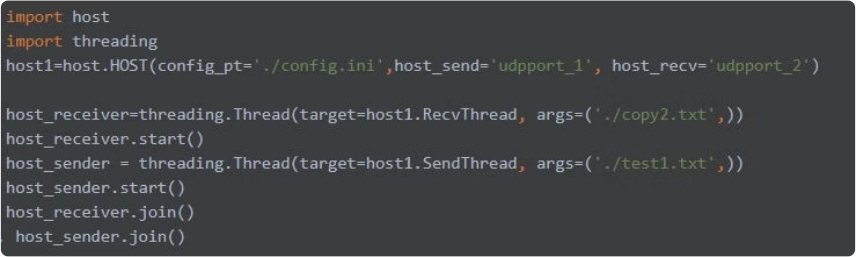 import host
import threading
host1=host.HOST(config_pt='./config.ini',host_send='udpport_1', host_recv='udpport_2')
host_receiver=threading.Thread(target=host1.RecvThread, args=('./copy2.txt',))
host_receiver.start()
host_sender = threading.Thread(target=host1.SendThread, args=('./test1.txt',))
host_sender.start()
host_receiver.join()
host_sender.join()